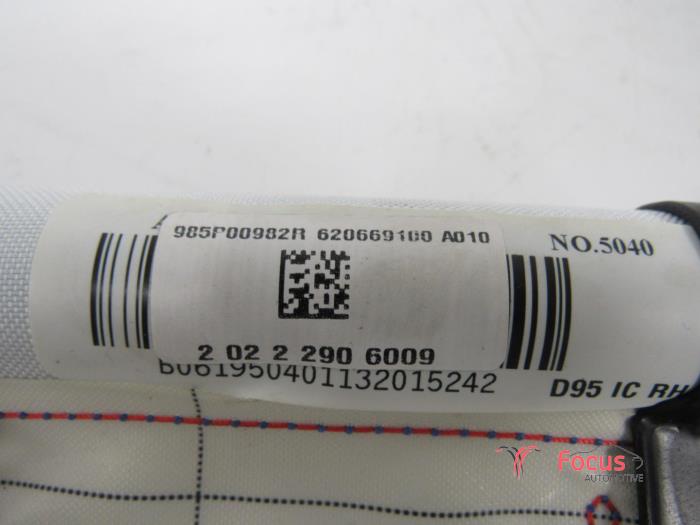 985P00982R 620669100 A010
NO.5040
2 02 2 290 6009
B061950401132015242
D95 IC RH
Focus
AUTOMOTIVE